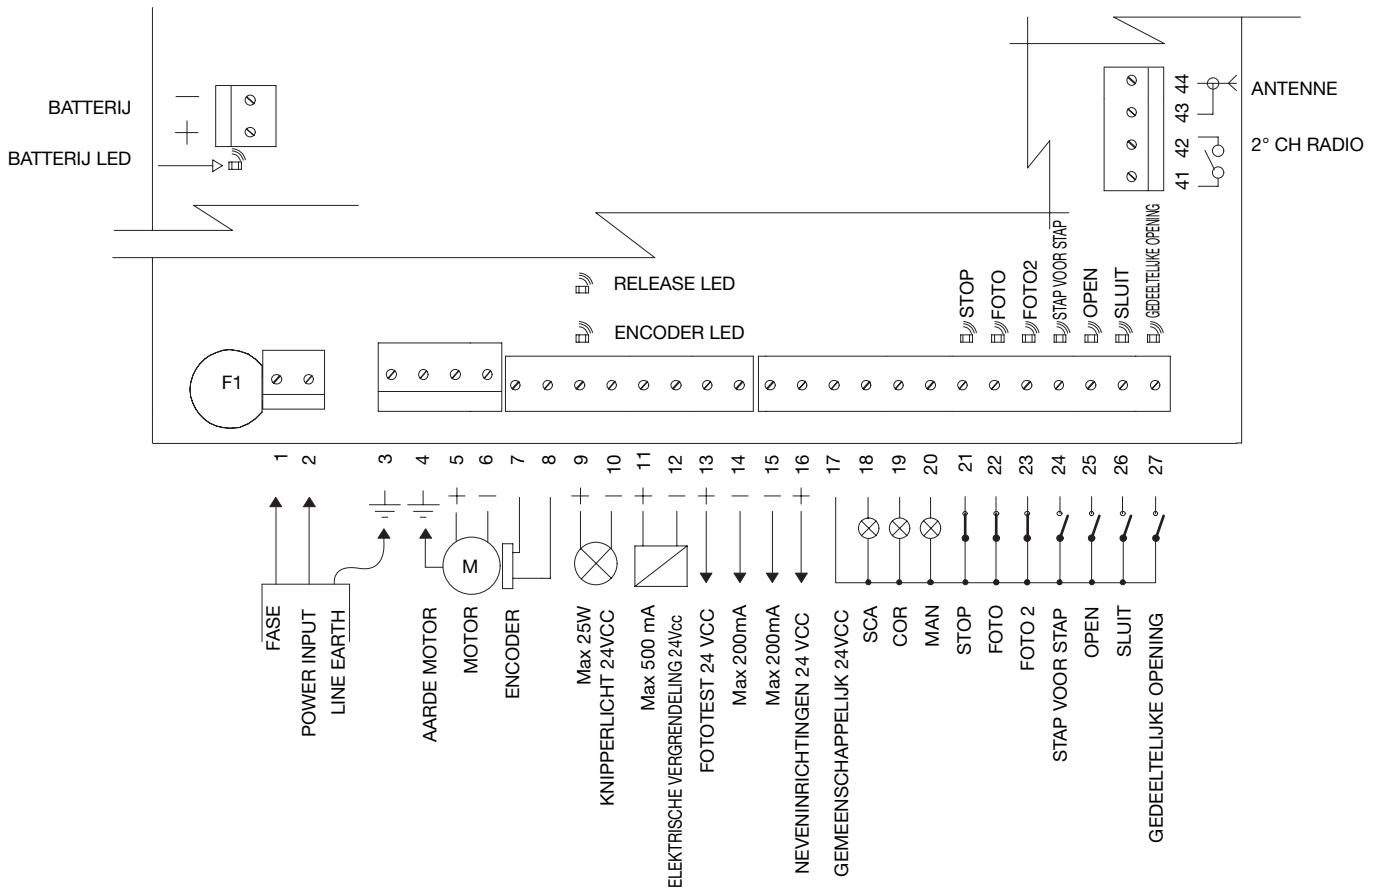 BATTERIJ
BATTERIJ LED
44
43
42
41
ANTENNE
2° CH RADIO
RELEASE LED
ENCODER LED
STOP
FOTO
FOTO2
STAP VOOR STAP
OPEN
SLUIT
GEDEELTELIJKE OPENING
F1
1
2
3
4
5
6
7
8
9
10
11
12
13
14
15
16
17
18
19
20
21
22
23
24
25
26
27
+
-
M
FASE
POWER INPUT
LINE EARTH
AARDE MOTOR
MOTOR
ENCODER
Max 25W
KNIPPERLICHT 24VCC
Max 500 mA
ELEKTRISCHE VERGRENDELING 24Vcc
FOTOTEST 24 VCC
Max 200mA
Max 200mA
NEVENINRICHTINGEN 24 VCC
GEMEENSCHAPPELIJK 24VCC
SCA
COR
MAN
STOP
FOTO
FOTO 2
STAP VOOR STAP
OPEN
SLUIT
GEDEELTELIJKE OPENING